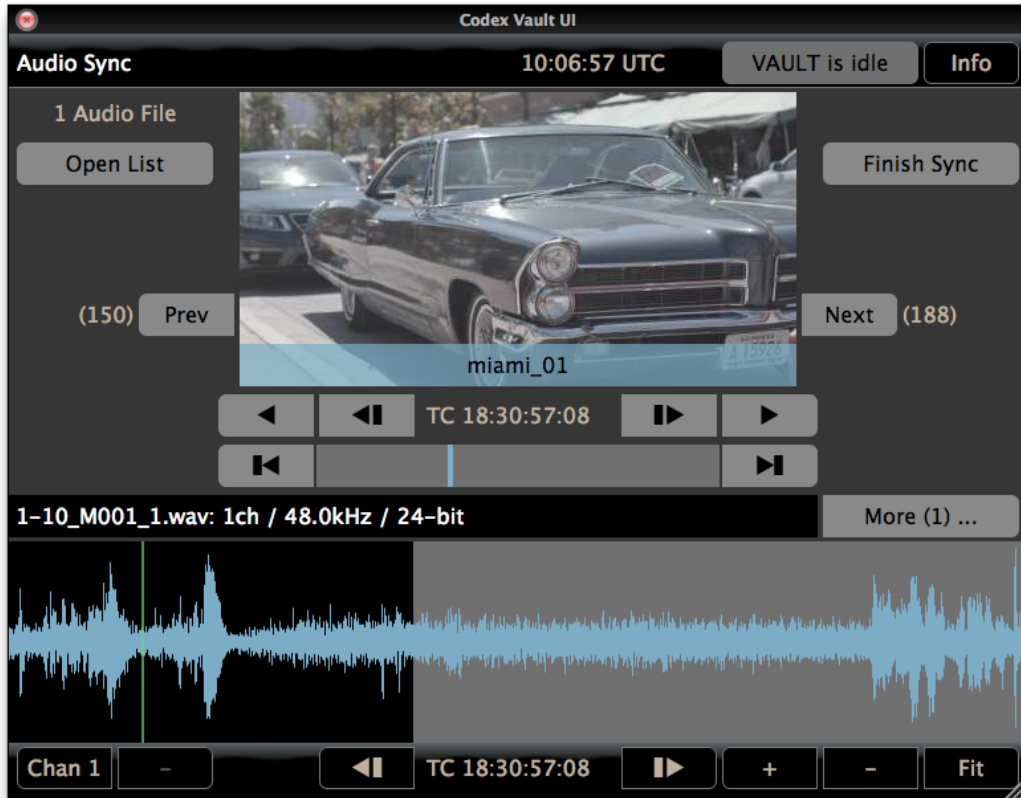 Codex Vault UI
Audio Sync 10:06:57 UTC VAULT is idle Info
1 Audio File
Open List Finish Sync
(150) Prev Next (188)
miami_01
TC 18:30:57:08
1-10_M001_1.wav: 1ch / 48.0kHz / 24-bit More (1) ...
Chan 1 - TC 18:30:57:08 + - Fit